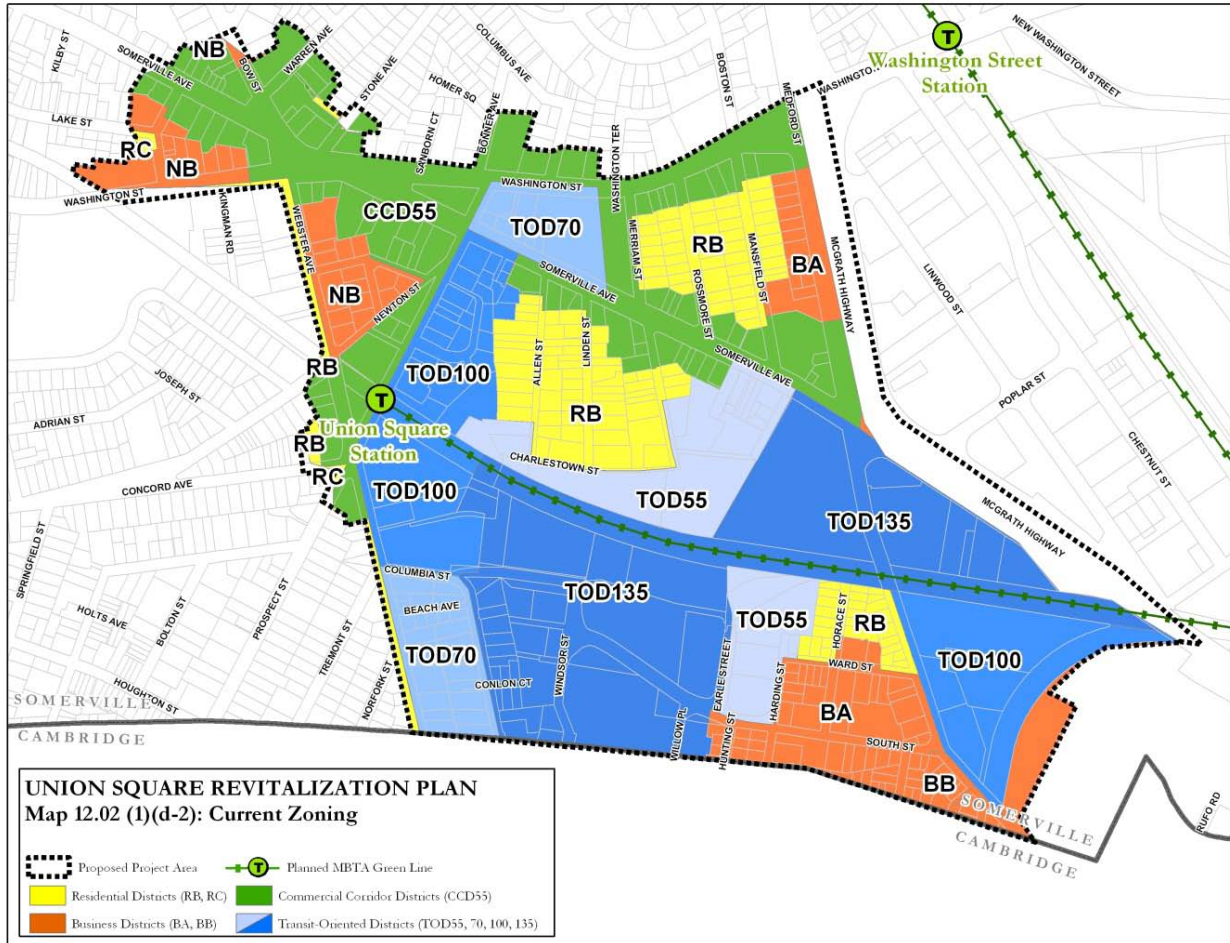 KILBY ST
SOMERVILLE AVE
NB
BOW ST
WARREN AVE
STONE AVE
COLUMBUS AVE
HOMER SQ
SANBORN CT
BONNER AVE
BOSTON ST
WASHINGTON TER
MEDFORD ST
WASHINGTON
T
Washington Street
Station
NEW WASHINGTON STREET
LAKE ST
RC
NB
WASHINGTON ST
KINGMAN RD
WEBSTER AVE
CCD55
WASHINGTON ST
TOD70
SOMERVILLE AVE
MERRIAM ST
RB
ROSSMORE ST
MANSFIELD ST
BA
MCGRATH HIGHWAY
LINWOOD ST
NB
NEWTON ST
RB
TOD100
ALLEN ST
LINDEN ST
RB
SOMERVILLE AVE
POPLAR ST
CHESTNUT ST
JOSEPH ST
ADRIAN ST
T
Union Square
Station
RB
RC
CONCORD AVE
CHARLESTOWN ST
TOD100
TOD55
TOD135
MCGRATH HIGHWAY
SPRINGFIELD ST
HOLTS AVE
BOLTON ST
PROSPECT ST
TREMONT ST
HOUGHTON ST
NORFORK ST
COLUMBIA ST
BEACH AVE
TOD70
CONLON CT
TOD135
WINDSOR ST
WILLOW PL
EARLE STREET
HUNTING ST
TOD55
HARDING ST
HORACE ST
RB
WARD ST
BA
SOUTH ST
BB
TOD100
RUFO RD
SOMERVILLE
CAMBRIDGE
SOMERVILLE
CAMBRIDGE
UNION SQUARE REVITALIZATION PLAN
Map 12.02 (1)(d-2): Current Zoning
Proposed Project Area
T
Planned MBTA Green Line
Residential Districts (RB, RC)
Commercial Corridor Districts (CCD55)
Business Districts (BA, BB)
Transit-Oriented Districts (TOD55, 70, 100, 135)